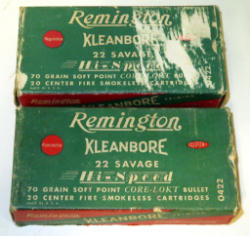 Remington
KLEANBORE
22 SAVAGE
Hi-Speed
70 GRAIN SOFT POINT CORE-LOKT BULLET
20 CENTER FIRE SMOKELESS CARTRIDGES
0422
Remington
KLEANBORE
22 SAVAGE
Hi-Speed
70 GRAIN SOFT POINT CORE-LOKT BULLET
20 CENTER FIRE SMOKELESS CARTRIDGES
0422